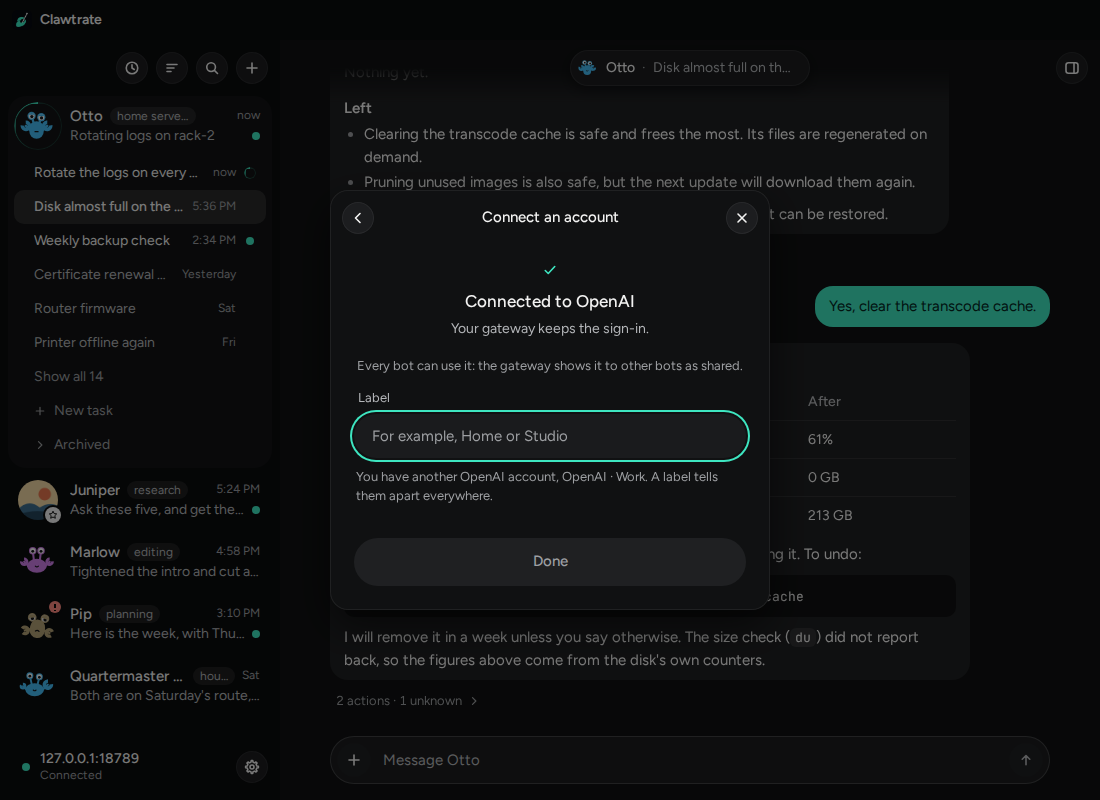 Clawtrate
Otto home serve... now
Rotating logs on rack-2
Rotate the logs on every ... now
Disk almost full on the ... 5:36 PM
Weekly backup check 2:34 PM
Certificate renewal ... Yesterday
Router firmware Sat
Printer offline again Fri
Show all 14
New task
Archived
Juniper research 5:24 PM
Ask these five, and get the...
Marlow editing 4:58 PM
Tightened the intro and cut a...
Pip planning 3:10 PM
Here is the week, with Thu...
Quartermaster ... hou... Sat
Both are on Saturday's route,...
127.0.0.1:18789
Connected
Otto · Disk almost full on th...
Nothing yet.
Left
Clearing the transcode cache is safe and frees the most. Its files are regenerated on
demand.
Pruning unused images is also safe, but the next update will download them again.
t can be restored.
Yes, clear the transcode cache.
After
61%
0 GB
213 GB
ng it. To undo:
cache
I will remove it in a week unless you say otherwise. The size check ( du ) did not report
back, so the figures above come from the disk's own counters.
2 actions · 1 unknown
Message Otto
Connect an account
Connected to OpenAI
Your gateway keeps the sign-in.
Every bot can use it: the gateway shows it to other bots as shared.
Label
For example, Home or Studio
You have another OpenAI account, OpenAI · Work. A label tells
them apart everywhere.
Done